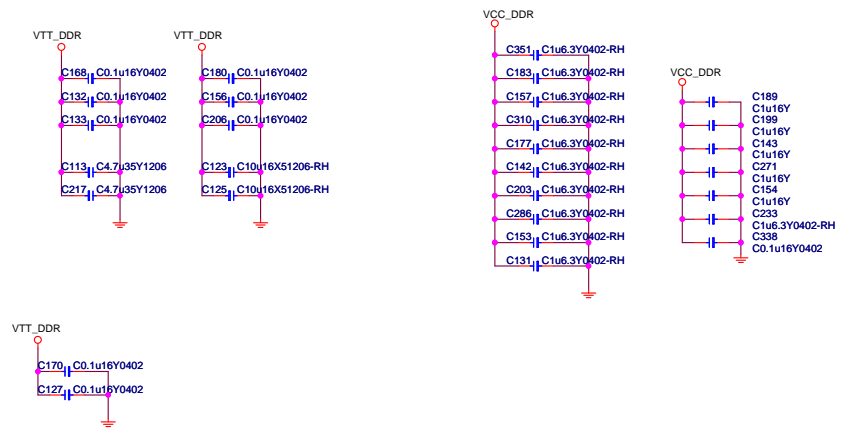 VTT_DDR
C168 C0.1u16Y0402
C132 C0.1u16Y0402
C133 C0.1u16Y0402
C113 C4.7u35Y1206
C217 C4.7u35Y1206
VTT_DDR
C180 C0.1u16Y0402
C156 C0.1u16Y0402
C206 C0.1u16Y0402
C123 C10u16X51206-RH
C125 C10u16X51206-RH
VCC_DDR
C351 C1u6.3Y0402-RH
C183 C1u6.3Y0402-RH
C157 C1u6.3Y0402-RH
C310 C1u6.3Y0402-RH
C177 C1u6.3Y0402-RH
C142 C1u6.3Y0402-RH
C203 C1u6.3Y0402-RH
C286 C1u6.3Y0402-RH
C153 C1u6.3Y0402-RH
C131 C1u6.3Y0402-RH
VCC_DDR
C189
C1u16Y
C199
C1u16Y
C143
C1u16Y
C271
C1u16Y
C154
C1u16Y
C233
C1u6.3Y0402-RH
C338
C0.1u16Y0402
VTT_DDR
C170 C0.1u16Y0402
C127 C0.1u16Y0402